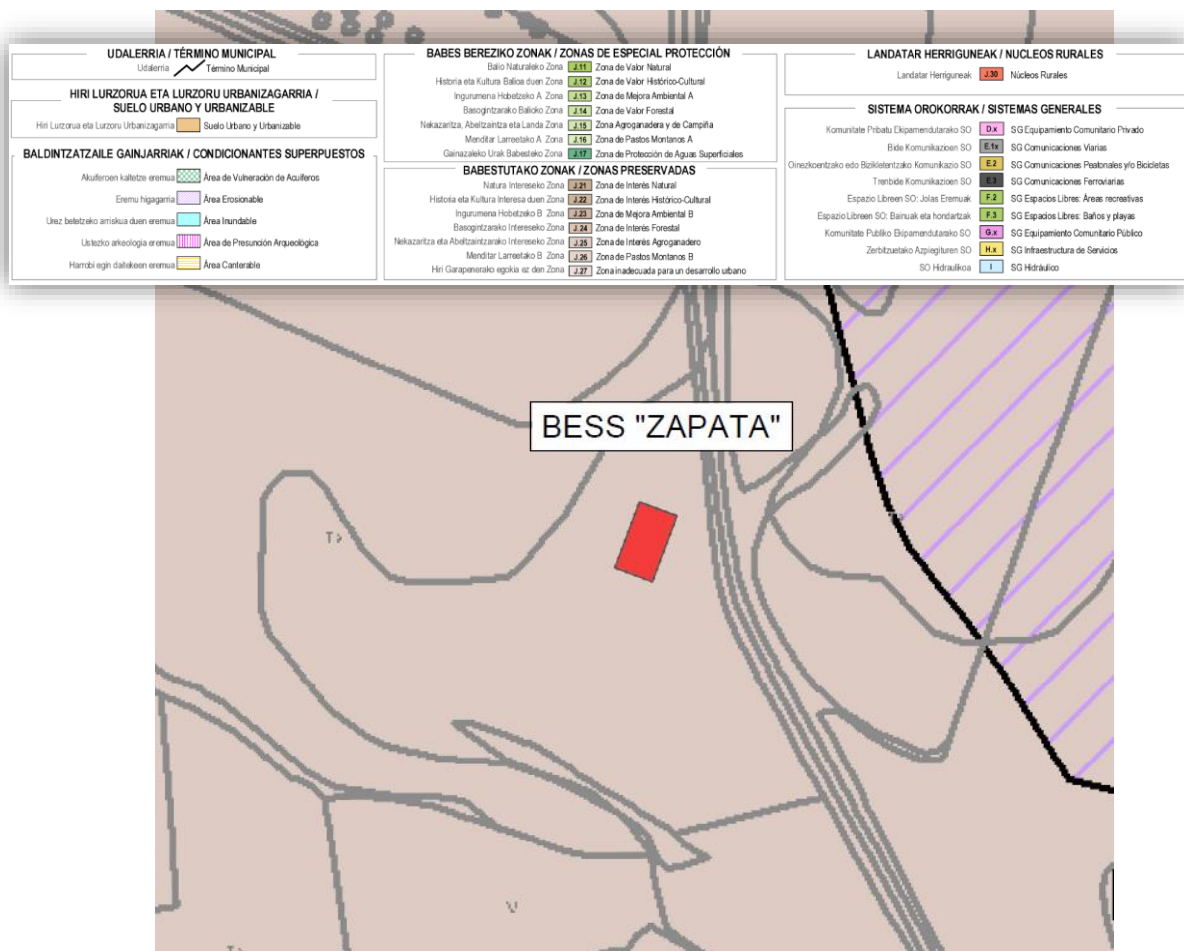 UDALERRIA / TÉRMINO MUNICIPAL
Udalerria Término Municipal
HIRI LURZORUA ETA LURZORU URBANIZAGARRIA /
SUELO URBANO Y URBANIZABLE
Hiri Lurzorua eta Lurzoru Urbanizagarria Suelo Urbano y Urbanizable
BALDINTZATZAILE GAINJARRIAK / CONDICIONANTES SUPERPUESTOS
Akuiferoen kaltetze eremua Área de Vulneración de Acuíferos
Eremu higagarria Área Erosionable
Urez betetzeko arriskua duen eremua Área Inundable
Ustezko arkeologia eremua Área de Presunción Arqueológica
Harrobi egin daitekeen eremua Área Canterable
BABES BEREZIKO ZONAK / ZONAS DE ESPECIAL PROTECCIÓN
Balio Naturaleko Zona J.11 Zona de Valor Natural
Historia eta Kultura Balioa duen Zona J.12 Zona de Valor Histórico-Cultural
Ingurumena Hobetzeko A Zona J.13 Zona de Mejora Ambiental A
Basogintzarako Balioko Zona J.14 Zona de Valor Forestal
Nekazaritza, Abeltzaintza eta Landa Zona J.15 Zona Agroganadera y de Campiña
Menditar Larreetako A Zona J.16 Zona de Pastos Montanos A
Gainazaleko Urak Babesteko Zona J.17 Zona de Protección de Aguas Superficiales
BABESTUTAKO ZONAK / ZONAS PRESERVADAS
Natura Intereseko Zona J.21 Zona de Interés Natural
Historia eta Kultura Interesa duen Zona J.22 Zona de Interés Histórico-Cultural
Ingurumena Hobetzeko B Zona J.23 Zona de Mejora Ambiental B
Basogintzarako Intereseko Zona J.24 Zona de Interés Forestal
Nekazaritza eta Abeltzaintzarako Intereseko Zona J.25 Zona de Interés Agroganadero
Menditar Larreetako B Zona J.26 Zona de Pastos Montanos B
Hiri Garapenerako egokia ez den Zona J.27 Zona inadecuada para un desarrollo urbano
LANDATAR HERRIGUNEAK / NUCLEOS RURALES
Landatar Herriguneak J.30 Núcleos Rurales
SISTEMA OROKORRAK / SISTEMAS GENERALES
Komunitate Pribatu Ekipamendutarako SO D.x SG Equipamiento Comunitario Privado
Bide Komunikazioen SO E.1x SG Comunicaciones Viarias
Oinezkoentzako edo Bizikletentzako Komunikazio SO E.2 SG Comunicaciones Peatonales y/o Bicicletas
Trenbide Komunikazioen SO E.3 SG Comunicaciones Ferroviarias
Espazio Libreen SO: Jolas Eremuak F.2 SG Espacios Libres: Áreas recreativas
Espazio Libreen SO: Bainuak eta hondartzak F.3 SG Espacios Libres: Baños y playas
Komunitate Publiko Ekipamendutarako SO G.x SG Equipamiento Comunitario Público
Zerbitzuetako Azpiegituren SO H.x SG Infraestructura de Servicios
SO Hidraulikoa I SG Hidráulico
BESS "ZAPATA"